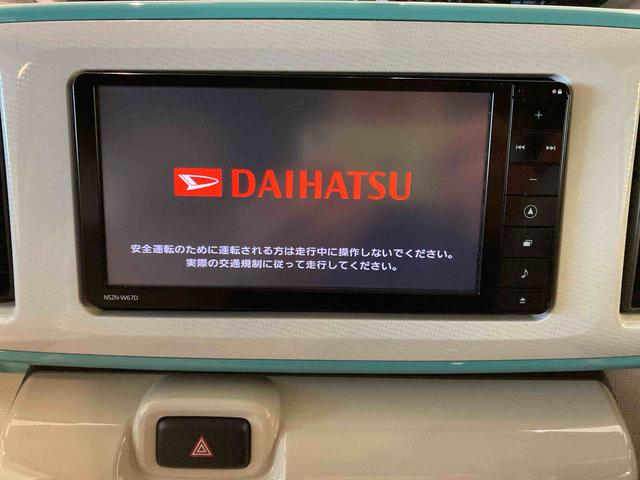 DAIHATSU
安全運転のために運転される方は走行中に操作しないでください。
実際の交通規制に従って走行してください。
NSZN-W67D